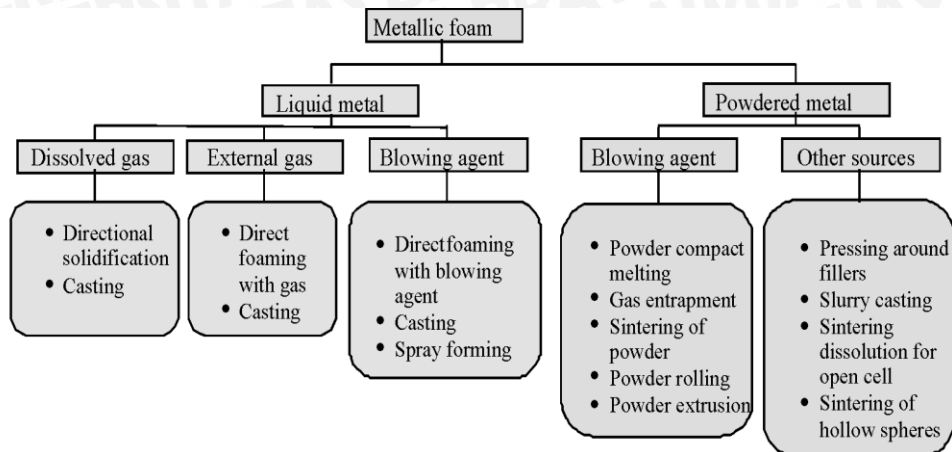 Metallic foam
Liquid metal
Powdered metal
Dissolved gas
External gas
Blowing agent
Blowing agent
Other sources
• Directional
solidification
• Casting
• Direct
foaming
with gas
• Casting
• Direct foaming
with blowing
agent
• Casting
• Spray forming
• Powder compact
melting
• Gas entrapment
• Sintering of
powder
• Powder rolling
• Powder extrusion
• Pressing around
fillers
• Slurry casting
• Sintering
dissolution for
open cell
• Sintering of
hollow spheres